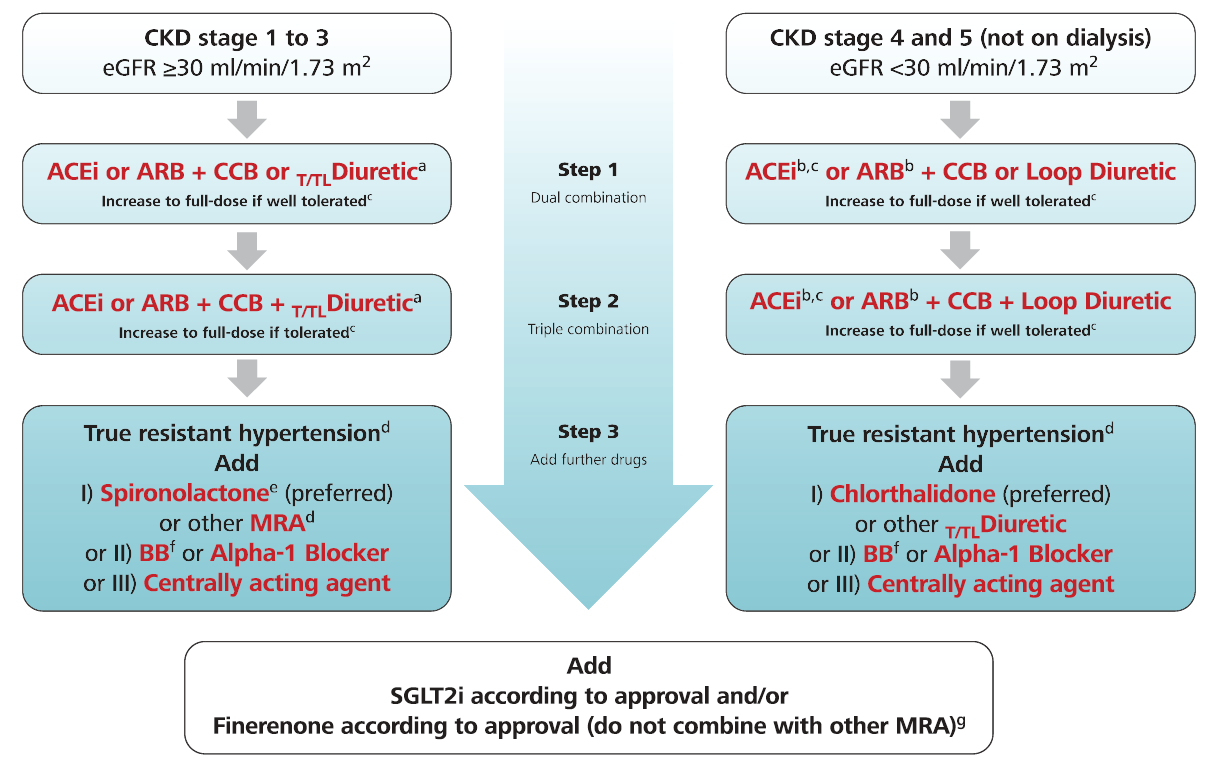 CKD stage 1 to 3
eGFR ≥30 ml/min/1.73 m²
ACEi or ARB + CCB or T/TLDiureticᵃ
Increase to full-dose if well toleratedᶜ
ACEi or ARB + CCB + T/TLDiureticᵃ
Increase to full-dose if toleratedᶜ
True resistant hypertensionᵈ
Add
I) Spironolactoneᵉ (preferred)
or other MRAᵈ
or II) BBᶠ or Alpha-1 Blocker
or III) Centrally acting agent
Step 1
Dual combination
Step 2
Triple combination
Step 3
Add further drugs
CKD stage 4 and 5 (not on dialysis)
eGFR <30 ml/min/1.73 m²
ACEiᵇ,ᶜ or ARBᵇ + CCB or Loop Diuretic
Increase to full-dose if well toleratedᶜ
ACEiᵇ,ᶜ or ARBᵇ + CCB + Loop Diuretic
Increase to full-dose if well toleratedᶜ
True resistant hypertensionᵈ
Add
I) Chlorthalidone (preferred)
or other T/TLDiuretic
or II) BBᶠ or Alpha-1 Blocker
or III) Centrally acting agent
Add
SGLT2i according to approval and/or
Finerenone according to approval (do not combine with other MRA)ᵍ